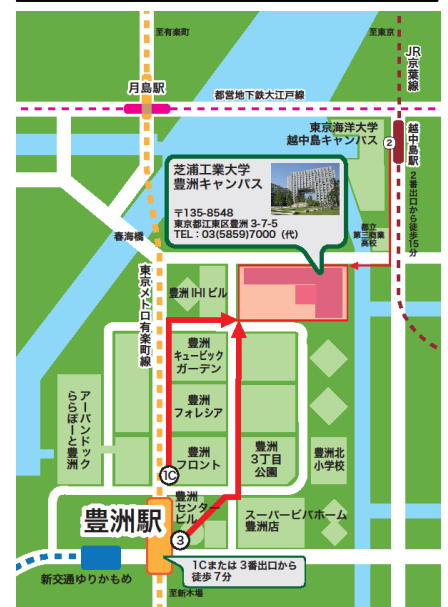 至有楽町
至東京
JR京葉線
月島駅
都営地下鉄大江戸線
東京海洋大学
越中島キャンパス
2
越中島駅
2番出口から徒歩15分
芝浦工業大学
豊洲キャンパス
〒135-8548
東京都江東区豊洲 3-7-5
TEL:03(5859)7000(代)
都立
第三商業
高校
春海橋
東京メトロ有楽町線
豊洲 IHI ビル
豊洲
キュービック
ガーデン
豊洲
フォレシア
アーバンドック
ららぽーと豊洲
豊洲
フロント
豊洲
3丁目
公園
豊洲北
小学校
1C
豊洲駅
豊洲
センター
ビル
スーパービバホーム
豊洲店
3
新交通ゆりかもめ
1Cまたは 3番出口から
徒歩 7分
至新木場